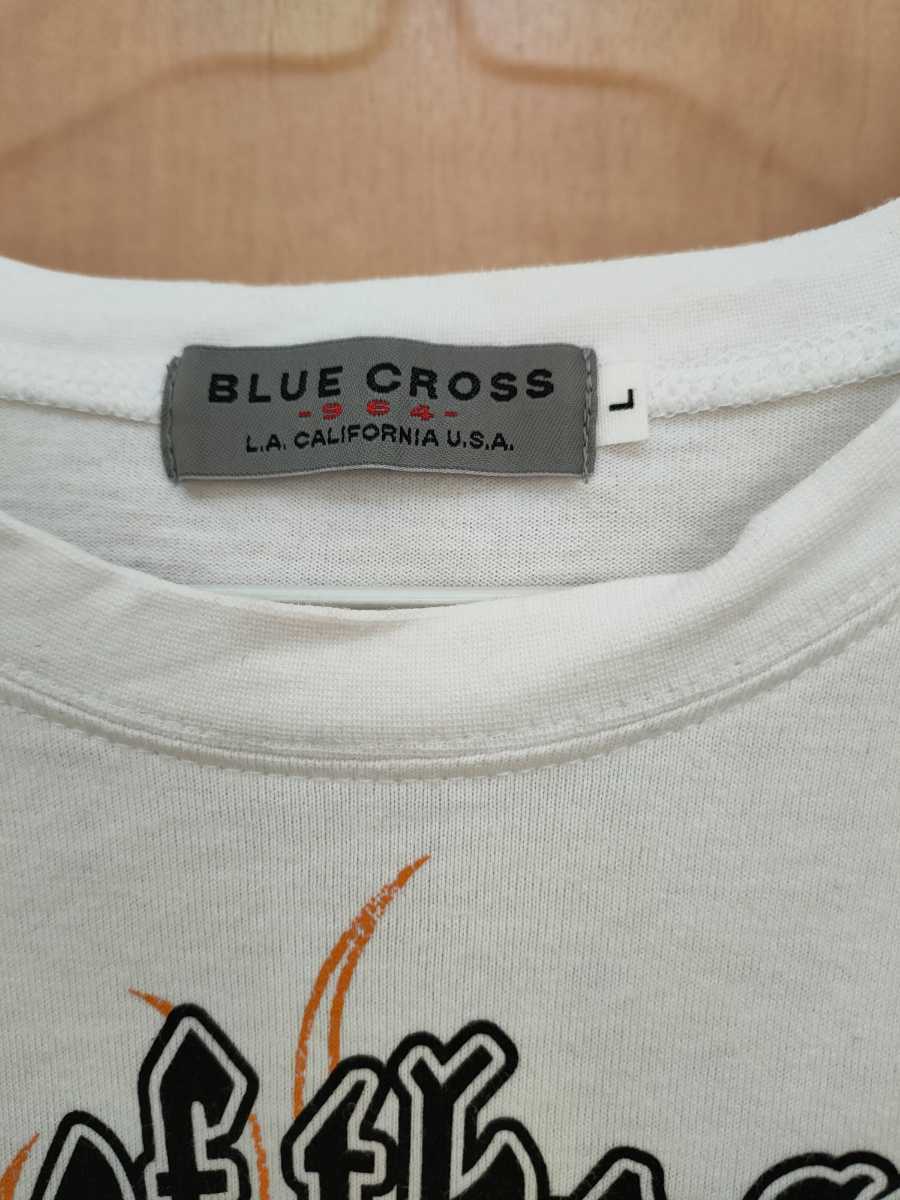 BLUE CROSS
-964-
L.A. CALIFORNIA U.S.A.
L